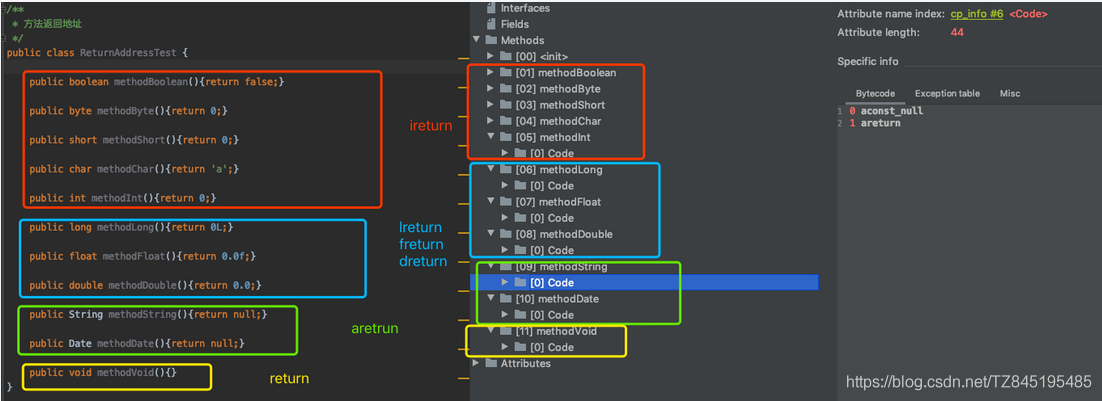 /**
* 方法返回地址
*/
public class ReturnAddressTest {
public boolean methodBoolean(){return false;}
public byte methodByte(){return 0;}
public short methodShort(){return 0;}
public char methodChar(){return 'a';}
public int methodInt(){return 0;}
ireturn
public long methodLong(){return 0L;}
public float methodFloat(){return 0.0f;}
public double methodDouble(){return 0.0;}
lreturn
freturn
dreturn
public String methodString(){return null;}
public Date methodDate(){return null;}
aretrun
public void methodVoid(){}
return
}
Interfaces
Fields
Methods
[00] <init>
[01] methodBoolean
[02] methodByte
[03] methodShort
[04] methodChar
[05] methodInt
[0] Code
[06] methodLong
[0] Code
[07] methodFloat
[0] Code
[08] methodDouble
[0] Code
[09] methodString
[0] Code
[10] methodDate
[0] Code
[11] methodVoid
[0] Code
Attributes
Attribute name index: cp_info #6 <Code>
Attribute length: 44
Specific info
Bytecode Exception table Misc
1 0 aconst_null
2 1 areturn
https://blog.csdn.net/TZ845195485